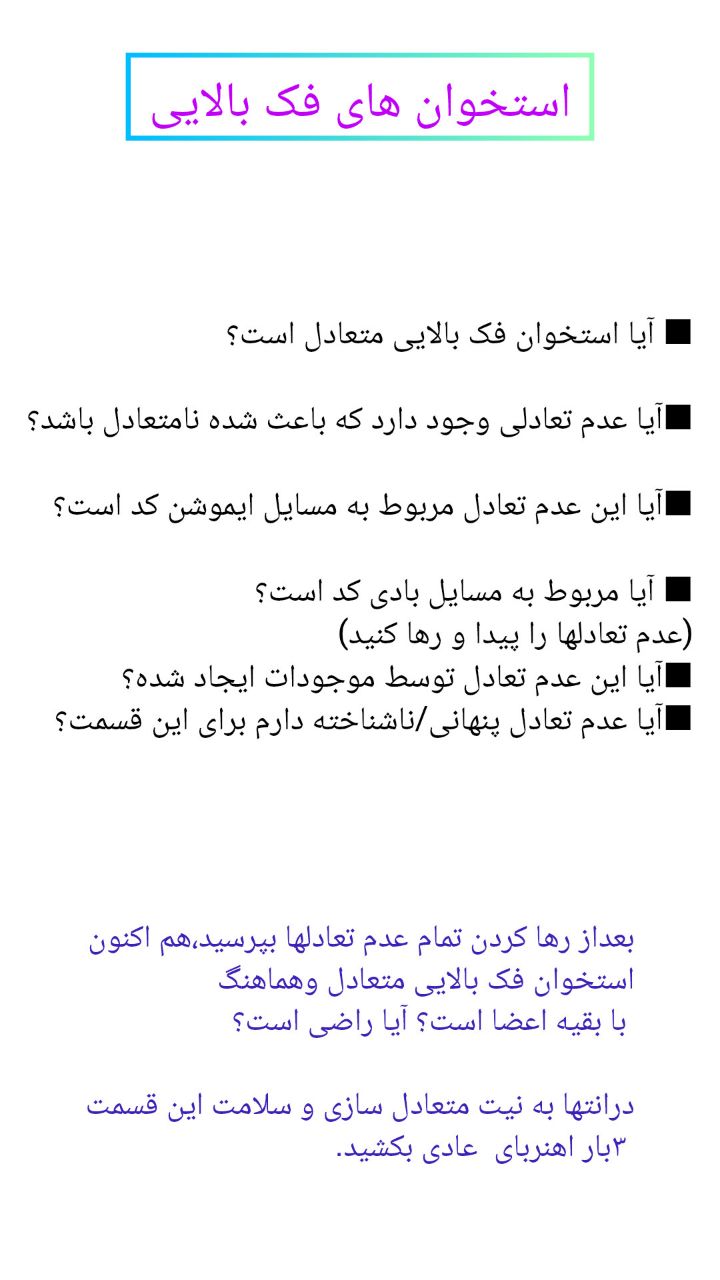 استخوان های فک بالایی
■ آیا استخوان فک بالایی متعادل است؟
■آیا عدم تعادلی وجود دارد که باعث شده نامتعادل باشد؟
■آیا این عدم تعادل مربوط به مسایل ایموشن کد است؟
■ آیا مربوط به مسایل بادی کد است؟
(عدم تعادلها را پیدا و رها کنید)
■آیا این عدم تعادل توسط موجودات ایجاد شده؟
■آیا عدم تعادل پنهانی/ناشناخته دارم برای این قسمت؟
بعداز رها کردن تمام عدم تعادلها بپرسید،هم اکنون
استخوان فک بالایی متعادل وهماهنگ
با بقیه اعضا است؟ آیا راضی است؟
درانتها به نیت متعادل سازی و سلامت این قسمت
۳بار اهنربای عادی بکشید.